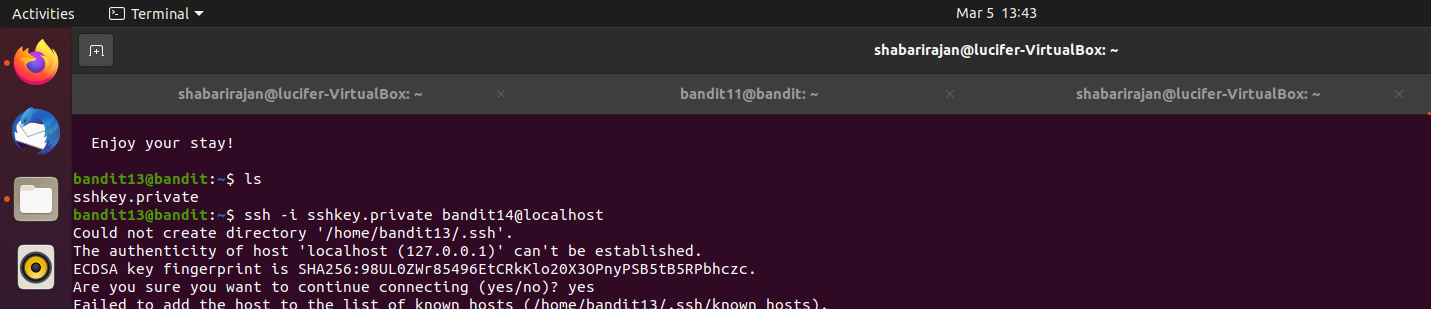 Activities
Terminal
Mar 5 13:43
shabarirajan@lucifer-VirtualBox: ~
shabarirajan@lucifer-VirtualBox: ~
bandit11@bandit: ~
shabarirajan@lucifer-VirtualBox: ~
Enjoy your stay!
bandit13@bandit:~$ ls
sshkey.private
bandit13@bandit:~$ ssh -i sshkey.private bandit14@localhost
Could not create directory '/home/bandit13/.ssh'.
The authenticity of host 'localhost (127.0.0.1)' can't be established.
ECDSA key fingerprint is SHA256:98UL0ZWr85496EtCRkKlo20X3OPnyPSB5tB5RPbhczc.
Are you sure you want to continue connecting (yes/no)? yes
Failed to add the host to the list of known hosts (/home/bandit13/.ssh/known_hosts).